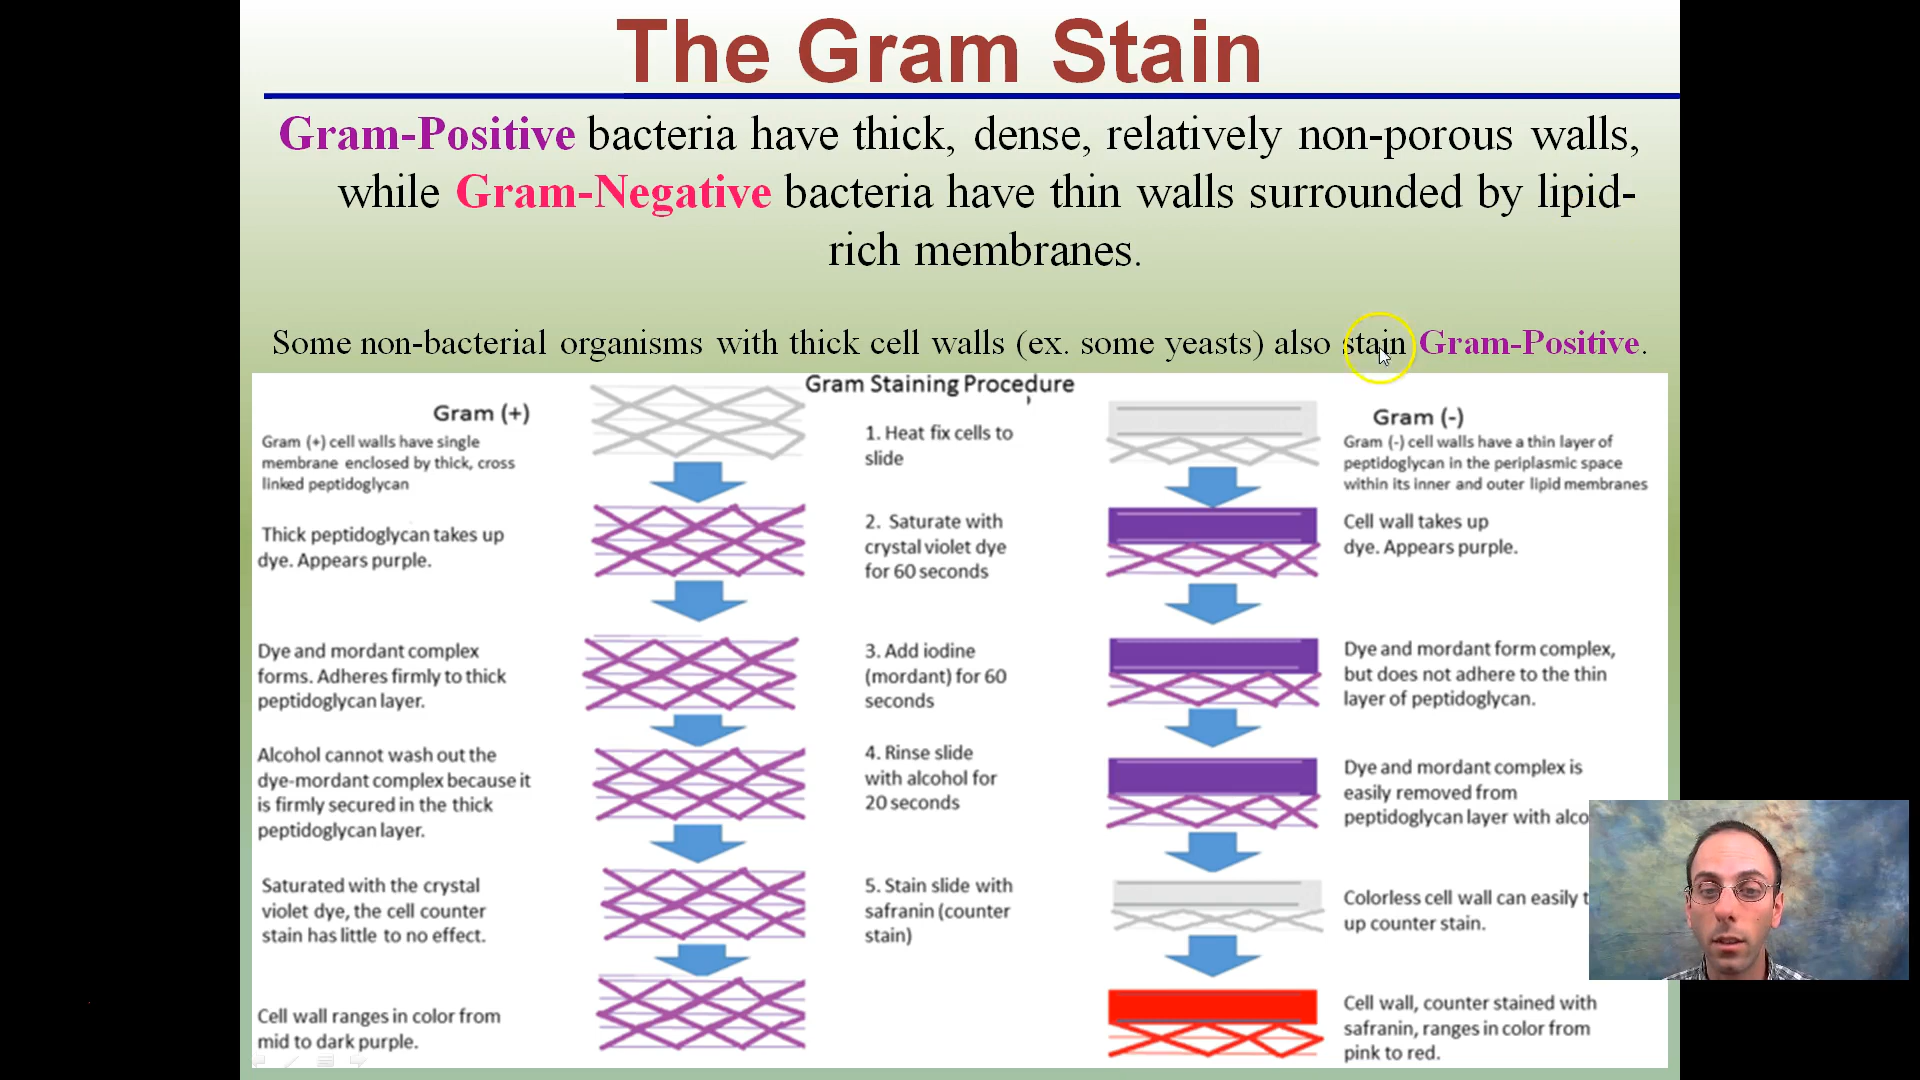 The Gram Stain
Gram-Positive bacteria have thick, dense, relatively non-porous walls,
while Gram-Negative bacteria have thin walls surrounded by lipid-
rich membranes.
Some non-bacterial organisms with thick cell walls (ex. some yeasts) also stain Gram-Positive.
Gram Staining Procedure
Gram (+)
Gram (+) cell walls have single
membrane enclosed by thick, cross
linked peptidoglycan
1. Heat fix cells to
slide
Gram (-)
Gram (-) cell walls have a thin layer of
peptidoglycan in the periplasmic space
within its inner and outer lipid membranes
Thick peptidoglycan takes up
dye. Appears purple.
2. Saturate with
crystal violet dye
for 60 seconds
Cell wall takes up
dye. Appears purple.
Dye and mordant complex
forms. Adheres firmly to thick
peptidoglycan layer.
3. Add iodine
(mordant) for 60
seconds
Dye and mordant form complex,
but does not adhere to the thin
layer of peptidoglycan.
Alcohol cannot wash out the
dye-mordant complex because it
is firmly secured in the thick
peptidoglycan layer.
4. Rinse slide
with alcohol for
20 seconds
Dye and mordant complex is
easily removed from
peptidoglycan layer with alco
Saturated with the crystal
violet dye, the cell counter
stain has little to no effect.
5. Stain slide with
safranin (counter
stain)
Colorless cell wall can easily t
up counter stain.
Cell wall ranges in color from
mid to dark purple.
Cell wall, counter stained with
safranin, ranges in color from
pink to red.